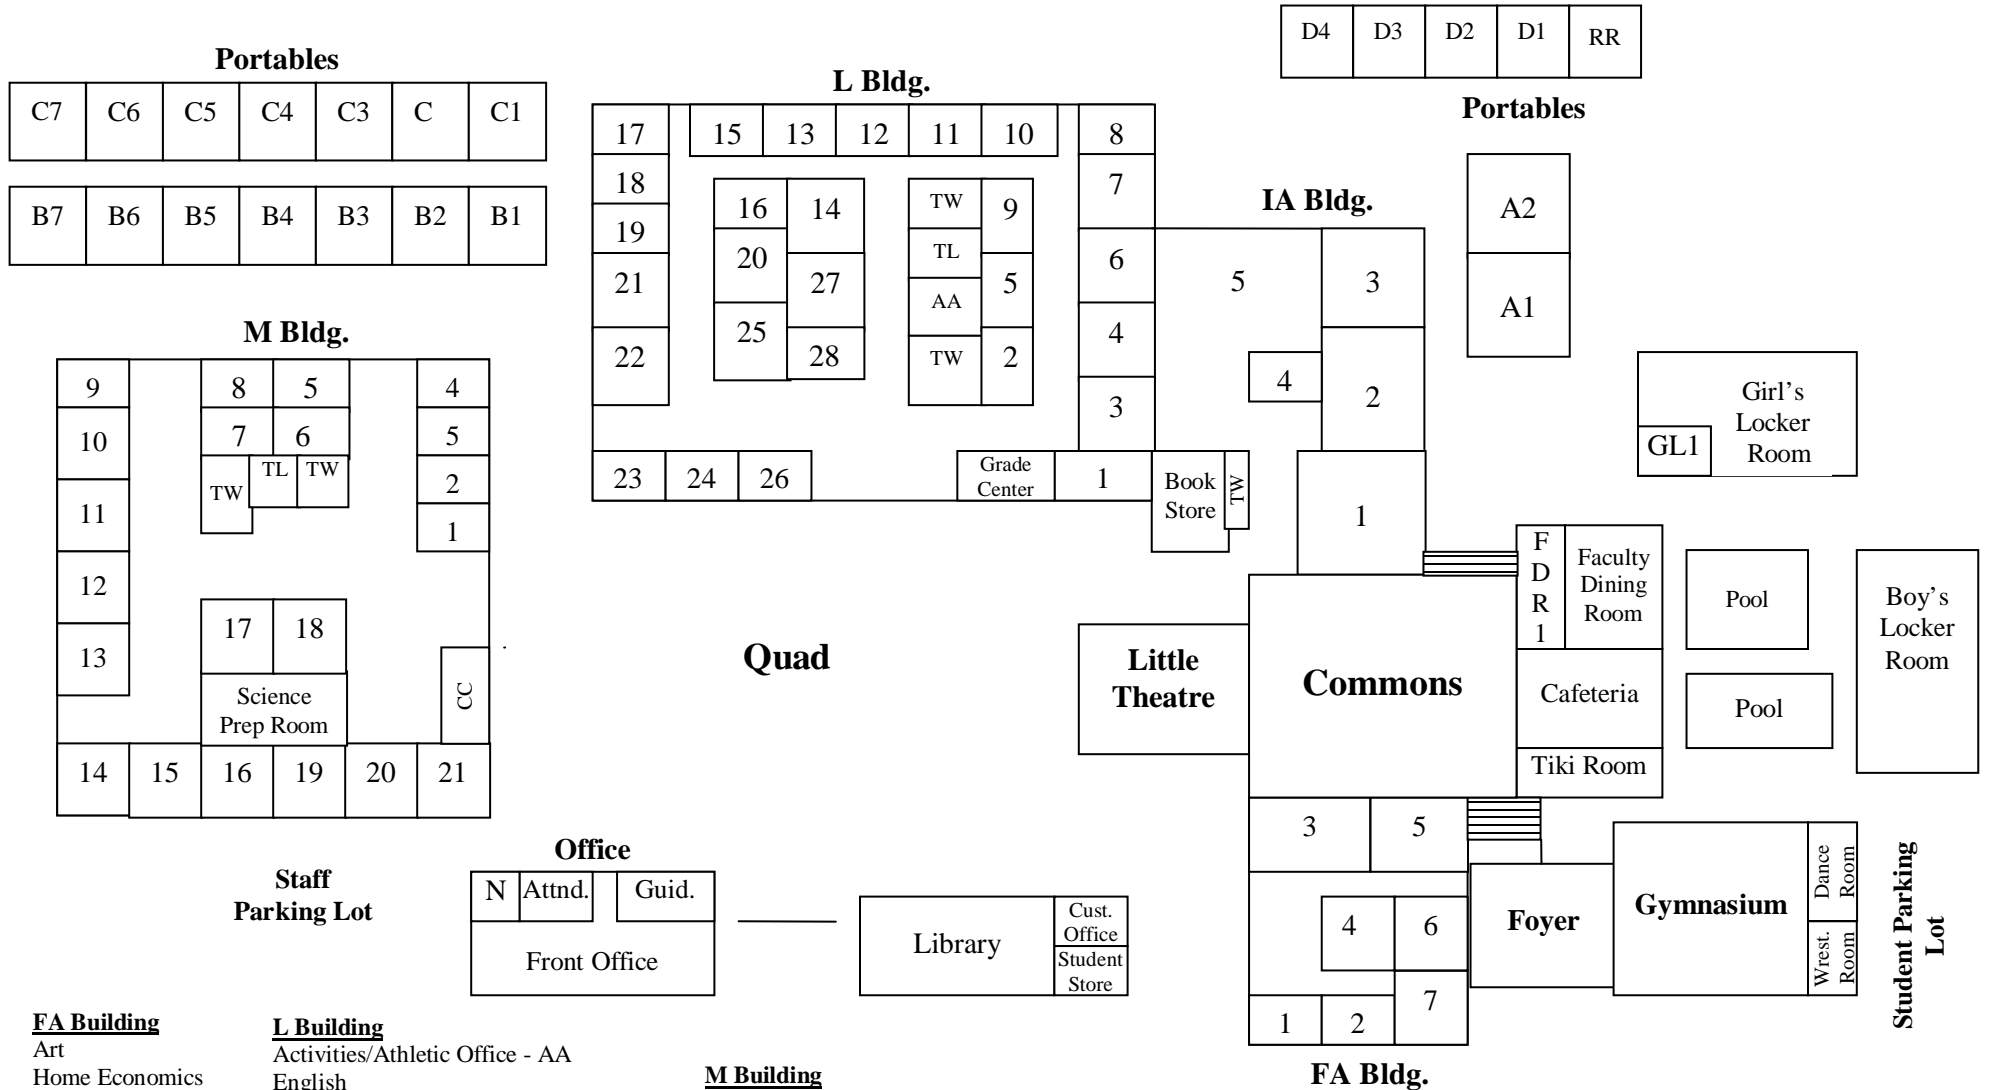 D4 D3 D2 D1 RR
Portables
Portables
C7 C6 C5 C4 C3 C C1
B7 B6 B5 B4 B3 B2 B1
L Bldg.
17 15 13 12 11 10 8
18 16 14 TW 9 7
19 20 TL 6
21 27 AA 5
22 25 28 TW 2 4
3
23 24 26 Grade
Center
1
Book
Store
TW
IA Bldg.
5 3
4 2
1
A2
A1
Girl's
Locker
Room
GL1
M Bldg.
9 8 5 4
10 7 6 5
TW TL TW 2
11 1
12
13 17 18
Science
Prep Room
CC
14 15 16 19 20 21
Quad
Little
Theatre
Commons
F
D
R
1
Faculty
Dining
Room
Cafeteria
Tiki Room
Pool
Pool
Boy's
Locker
Room
3 5
4 6
1 2 7
FA Bldg.
Foyer
Gymnasium
Dance
Room
Wrest.
Room
Student Parking
Lot
Staff
Parking Lot
Office
N Attnd. Guid.
Front Office
Library
Cust.
Office
Student
Store
FA Building
Art
Home Economics
L Building
Activities/Athletic Office - AA
English
M Building